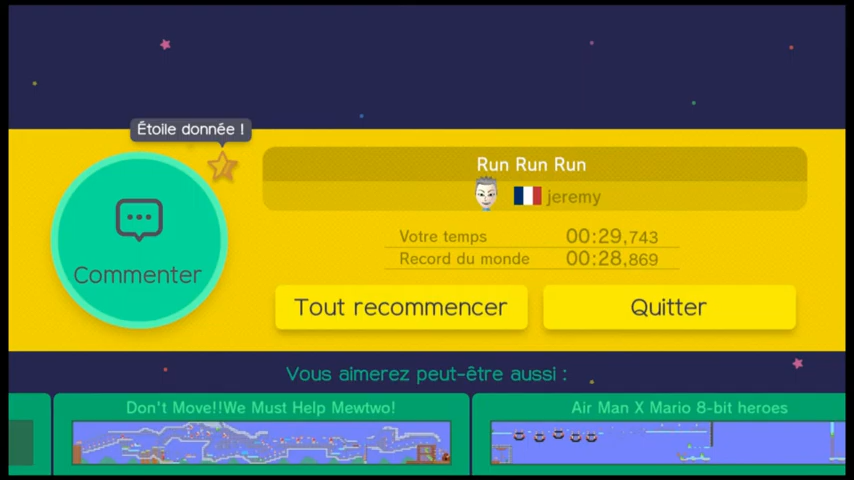 Étoile donnée !
Run Run Run
jeremy
Commenter
Votre temps 00:29,743
Record du monde 00:28,869
Tout recommencer
Quitter
Vous aimerez peut-être aussi :
Don't Move!!We Must Help Mewtwo!
Air Man X Mario 8-bit heroes